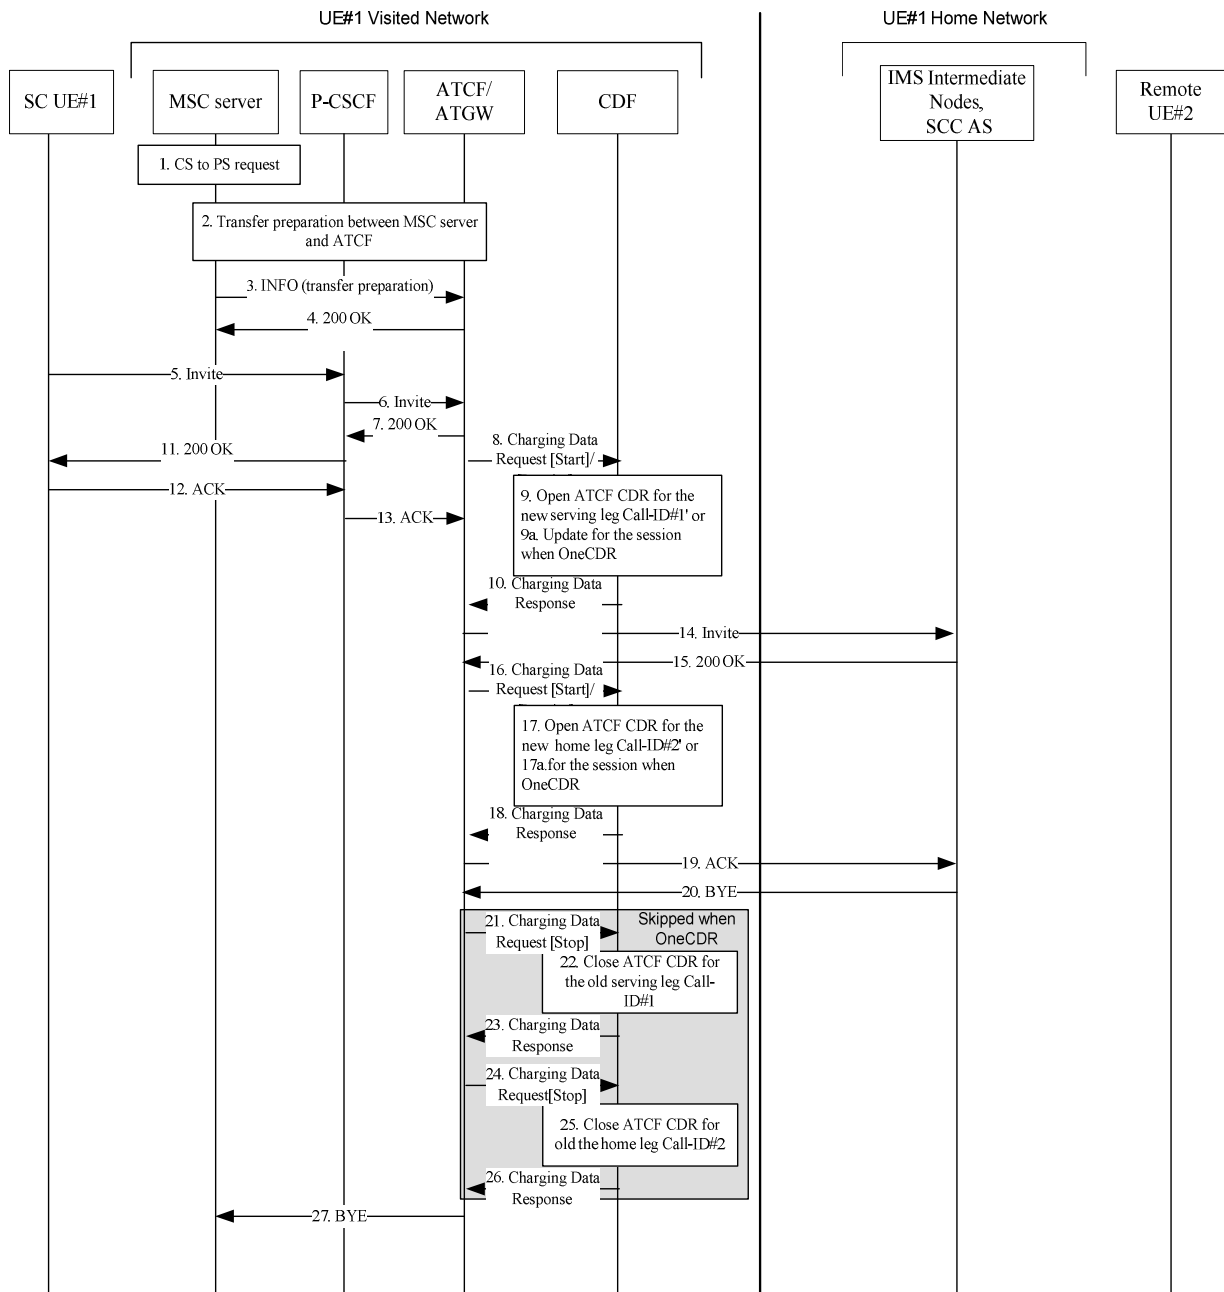 UE#1 Visited Network
UE#1 Home Network
SC UE#1
MSC server
P-CSCF
ATCF/
ATGW
CDF
IMS Intermediate
Nodes,
SCC AS
Remote
UE#2
1. CS to PS request
2. Transfer preparation between MSC server
and ATCF
3. INFO (transfer preparation)
4. 200 OK
5. Invite
6. Invite
7. 200 OK
8. Charging Data
Request [Start]/
11. 200 OK
12. ACK
9. Open ATCF CDR for the
new serving leg Call-ID#1' or
9a. Update for the session
when OneCDR
13. ACK
10. Charging Data
Response
14. Invite
15. 200 OK
16. Charging Data
Request [Start]/
17. Open ATCF CDR for the
new home leg Call-ID#2' or
17a.for the session when
OneCDR
18. Charging Data
Response
19. ACK
20. BYE
21. Charging Data
Request [Stop]
Skipped when
OneCDR
22. Close ATCF CDR for
the old serving leg Call-
ID#1
23. Charging Data
Response
24. Charging Data
Request[Stop]
25. Close ATCF CDR for
old the home leg Call-ID#2
26. Charging Data
Response
27. BYE